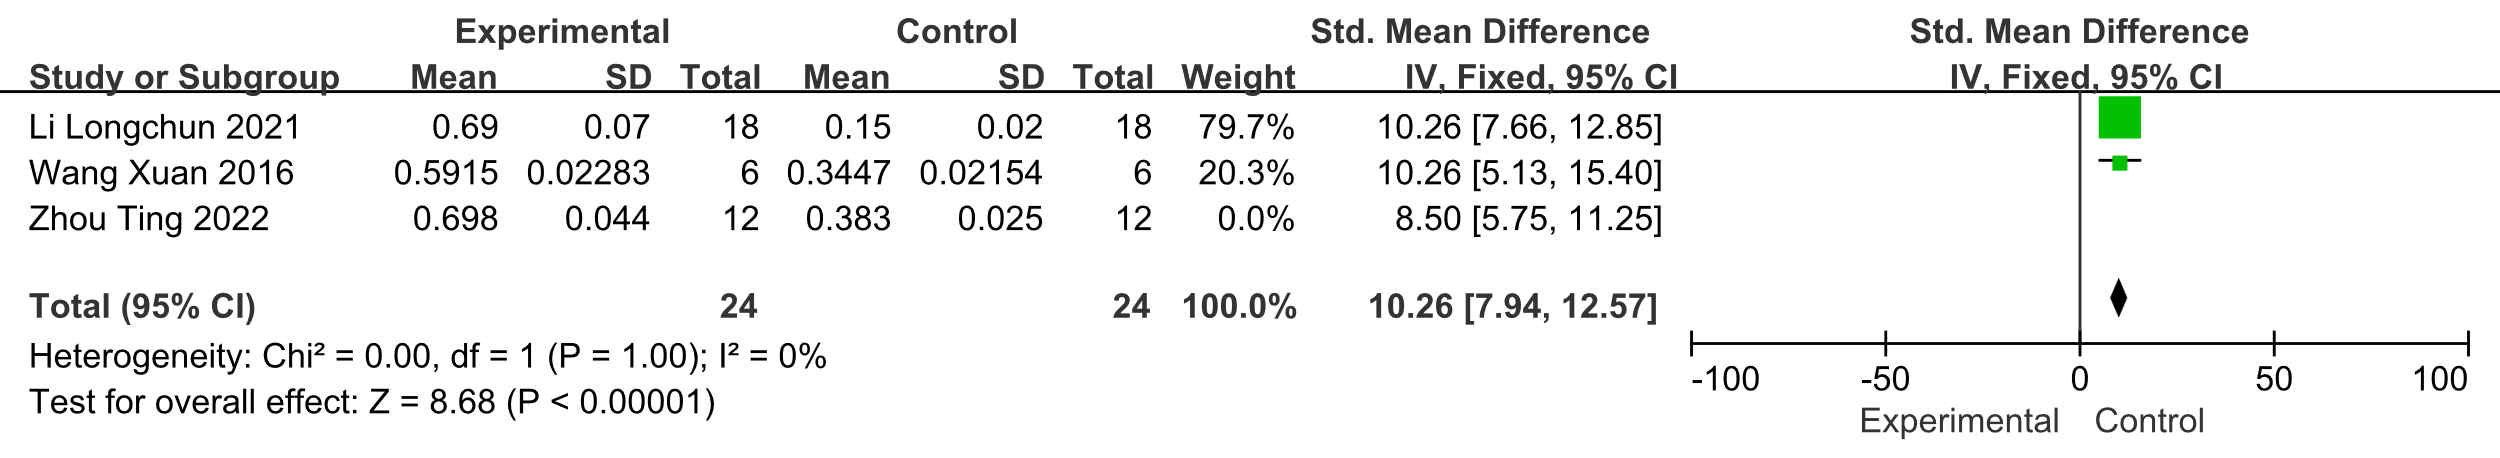 Experimental Control Std. Mean Difference Std. Mean Difference
Study or Subgroup Mean SD Total Mean SD Total Weight IV, Fixed, 95% CI IV, Fixed, 95% CI
Li Longchun 2021 0.69 0.07 18 0.15 0.02 18 79.7% 10.26 [7.66, 12.85]
Wang Xuan 2016 0.5915 0.02283 6 0.3447 0.02154 6 20.3% 10.26 [5.13, 15.40]
Zhou Ting 2022 0.698 0.044 12 0.383 0.025 12 0.0% 8.50 [5.75, 11.25]
Total (95% CI) 24 24 100.0% 10.26 [7.94, 12.57]
Heterogeneity: Chi² = 0.00, df = 1 (P = 1.00); I² = 0%
Test for overall effect: Z = 8.68 (P < 0.00001)
-100 -50 0 50 100
Experimental Control